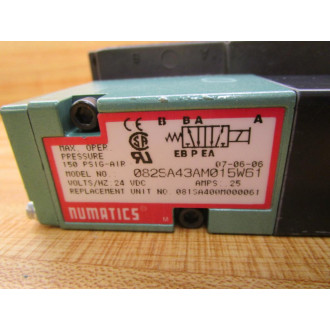 B BA A
MAX. OPER.
PRESSURE
150 PSIG-AIR
EB P EA
07-06-06
MODEL NO. 082SA43AM015W61
VOLTS/HZ 24 VDC AMPS .25
REPLACEMENT UNIT NO 081SA400M000061
numatics